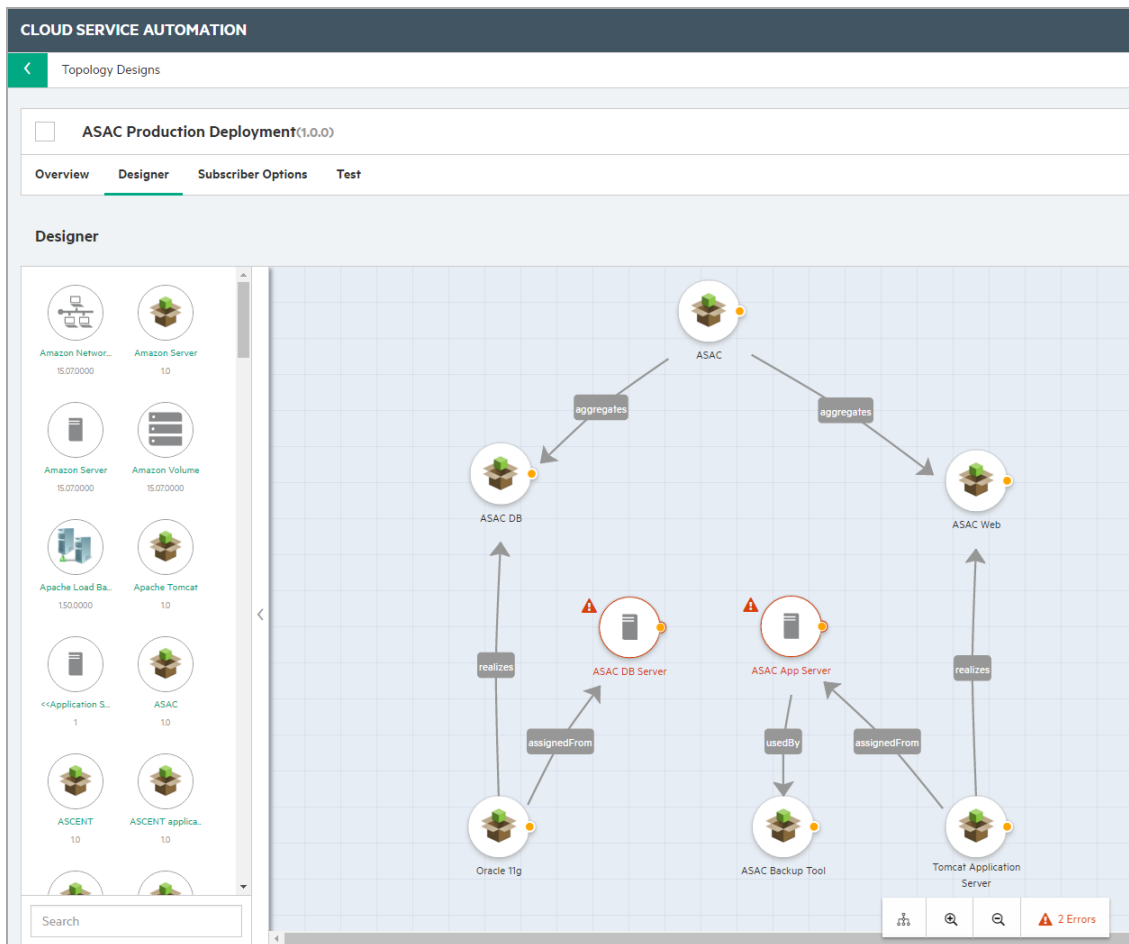 CLOUD SERVICE AUTOMATION
Topology Designs
ASAC Production Deployment(1.0.0)
Overview Designer Subscriber Options Test
Designer
Amazon Networ... Amazon Server
15.07.0000 1.0
Amazon Server Amazon Volume
15.07.0000 15.07.0000
Apache Load Ba... Apache Tomcat
1.50.0000 1.0
<<Application S... ASAC
1 1.0
ASCENT ASCENT applica...
1.0 1.0
Search
ASAC
aggregates aggregates
ASAC DB ASAC Web
ASAC DB Server ASAC App Server
realizes realizes
assignedFrom usedBy assignedFrom
Oracle 11g ASAC Backup Tool Tomcat Application
Server
2 Errors